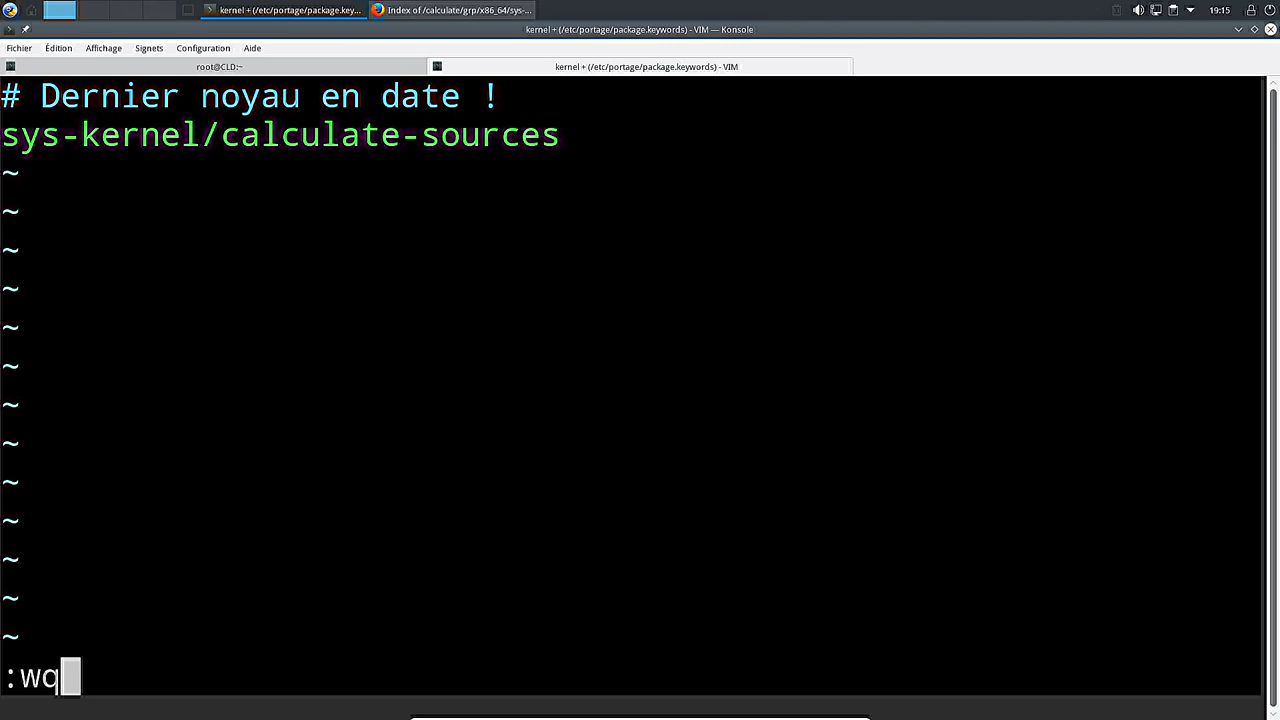 kernel + (/etc/portage/package.key...
Index of /calculate/grp/x86_64/sys-...
19:15
kernel + (/etc/portage/package.keywords) - VIM — Konsole
Fichier Édition Affichage Signets Configuration Aide
root@CLD:~
kernel + (/etc/portage/package.keywords) - VIM
# Dernier noyau en date !
sys-kernel/calculate-sources
~
~
~
~
~
~
~
~
~
~
~
~
~
:wq